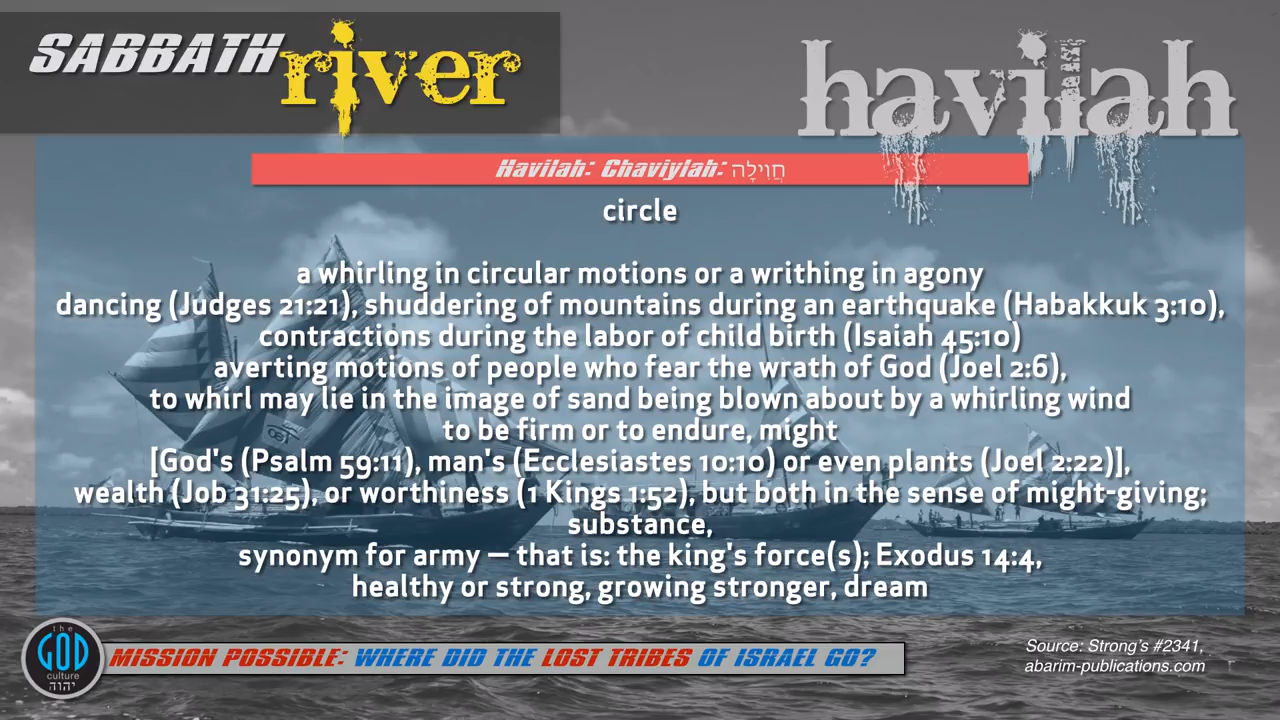 SABBATH river
havilah
Havilah: Chaviylah: חֲוִילָה
circle
a whirling in circular motions or a writhing in agony
dancing (Judges 21:21), shuddering of mountains during an earthquake (Habakkuk 3:10),
contractions during the labor of child birth (Isaiah 45:10)
averting motions of people who fear the wrath of God (Joel 2:6),
to whirl may lie in the image of sand being blown about by a whirling wind
to be firm or to endure, might
[God's (Psalm 59:11), man's (Ecclesiastes 10:10) or even plants (Joel 2:22)],
wealth (Job 31:25), or worthiness (1 Kings 1:52), but both in the sense of might-giving;
substance,
synonym for army — that is: the king's force(s); Exodus 14:4,
healthy or strong, growing stronger, dream
the
GOD
culture
יהוה
MISSION POSSIBLE: WHERE DID THE LOST TRIBES OF ISRAEL GO?
Source: Strong's #2341,
abarim-publications.com